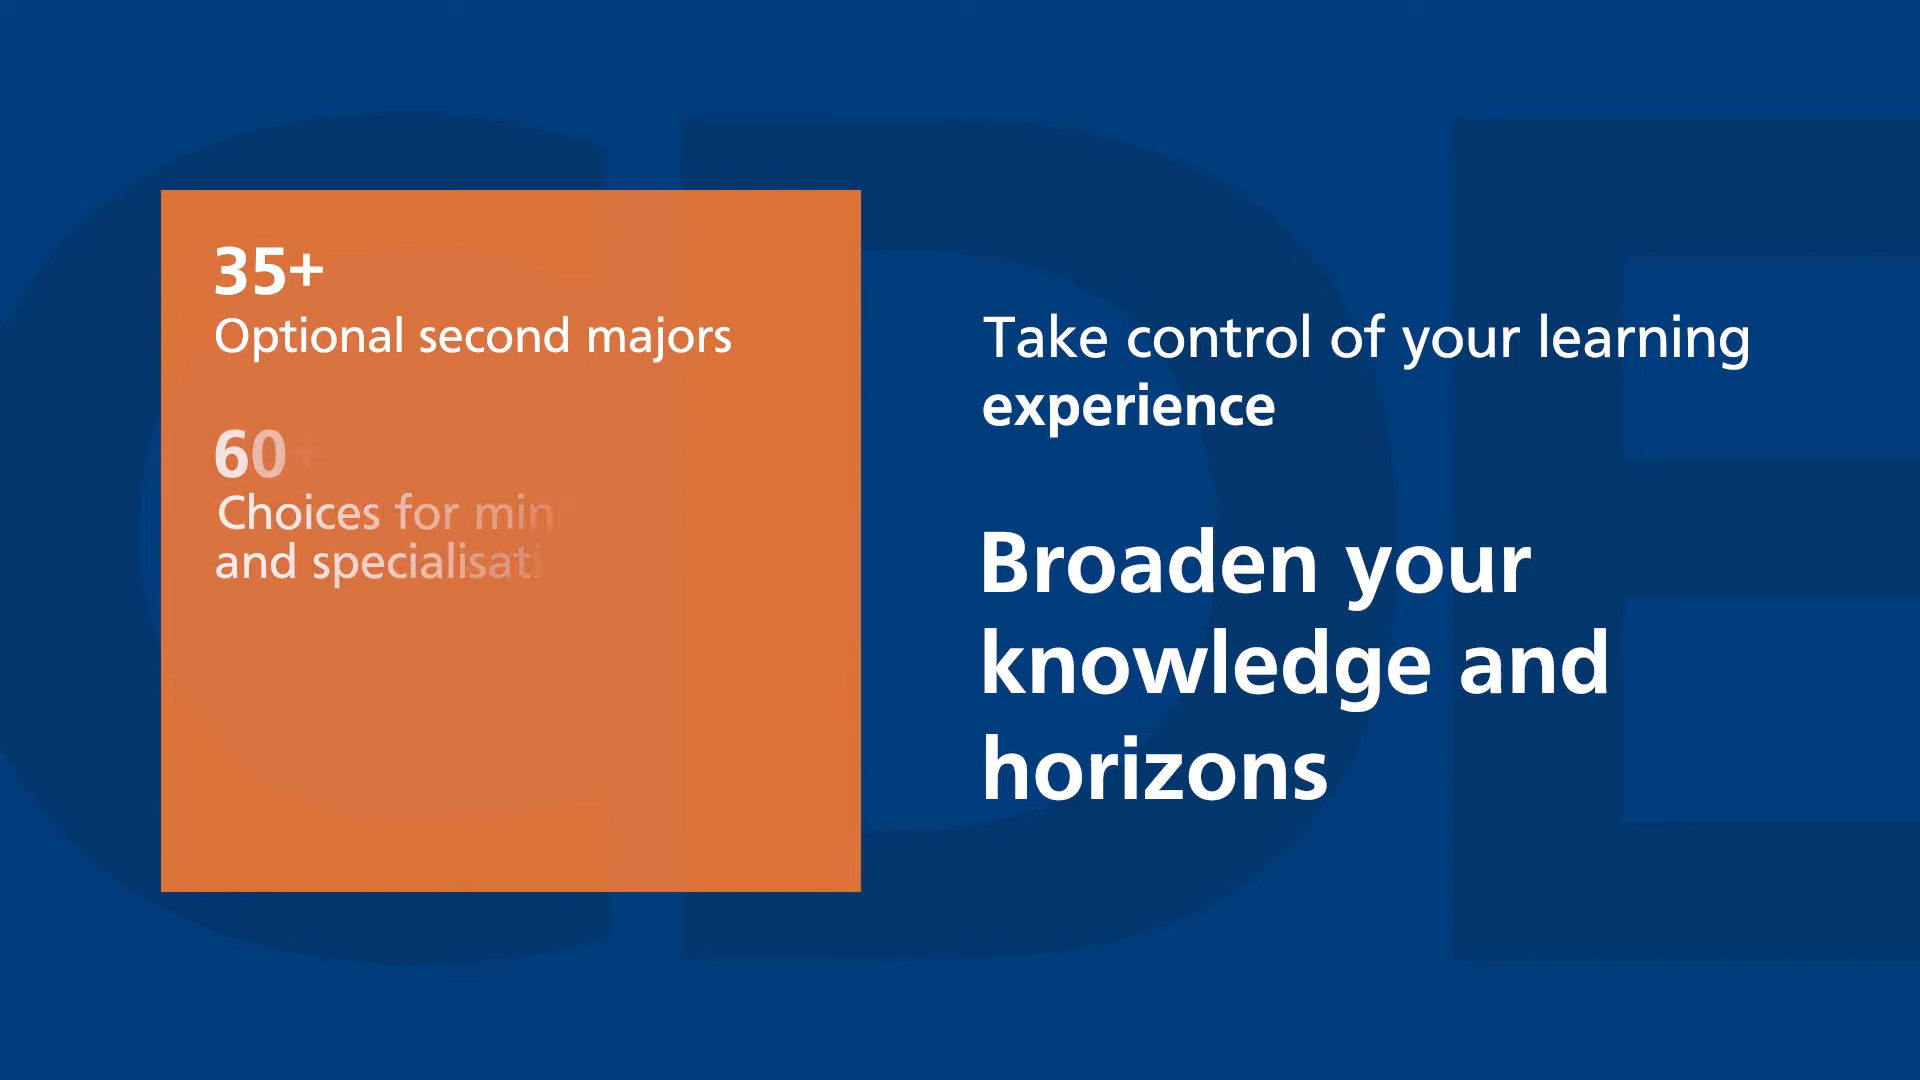 35+
Optional second majors
60+
Choices for min
and specialisati
Take control of your learning
experience
Broaden your
knowledge and
horizons
CDE